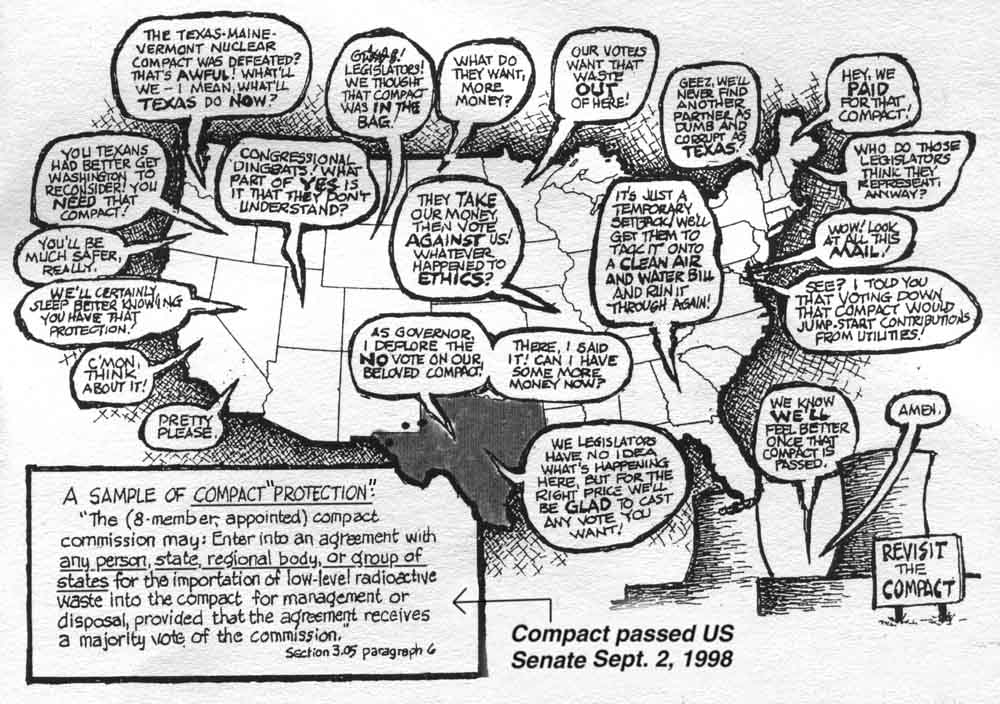 THE TEXAS-MAINE-
VERMONT NUCLEAR
COMPACT WAS DEFEATED?
THAT'S AWFUL! WHAT'LL
WE - I MEAN, WHAT'LL
TEXAS DO NOW?
LEGISLATORS!
WE THOUGHT
THAT COMPACT
WAS IN THE
BAG!
WHAT DO
THEY WANT,
MORE
MONEY?
OUR VOTERS
WANT THAT
WASTE
OUT
OF HERE!
GEEZ, WE'LL
NEVER FIND
ANOTHER
PARTNER AS
DUMB AND
CORRUPT AS
TEXAS!
HEY, WE
PAID
FOR THAT
COMPACT!
YOU TEXANS
HAD BETTER GET
WASHINGTON TO
RECONSIDER! YOU
NEED THAT
COMPACT!
CONGRESSIONAL
DINGBATS! WHAT
PART OF YES IS
IT THAT THEY DON'T
UNDERSTAND?
THEY TAKE
OUR MONEY,
THEN VOTE
AGAINST US!
WHATEVER
HAPPENED TO
ETHICS?
IT'S JUST A
TEMPORARY
SETBACK! WE'LL
GET THEM TO
TACK IT ONTO
A CLEAN AIR
AND WATER BILL
AND RUN IT
THROUGH AGAIN!
WHO DO THOSE
LEGISLATORS
THINK THEY
REPRESENT,
ANYWAY?
YOU'LL BE
MUCH SAFER,
REALLY.
WOW! LOOK
AT ALL THIS
MAIL!
WE'LL CERTAINLY
SLEEP BETTER KNOWING
YOU HAVE THAT
PROTECTION!
SEE? I TOLD YOU
THAT VOTING DOWN
THAT COMPACT WOULD
JUMP-START CONTRIBUTIONS
FROM UTILITIES!
C'MON,
THINK
ABOUT IT!
AS GOVERNOR,
I DEPLORE THE
NO VOTE ON OUR
BELOVED COMPACT!
THERE, I SAID
IT! CAN I HAVE
SOME MORE
MONEY NOW?
PRETTY
PLEASE.
WE LEGISLATORS
HAVE NO IDEA
WHAT'S HAPPENING
HERE, BUT FOR THE
RIGHT PRICE WE'LL
BE GLAD TO CAST
ANY VOTE YOU
WANT!
WE KNOW
WE'LL
FEEL BETTER
ONCE THAT
COMPACT IS
PASSED.
AMEN.
A SAMPLE OF COMPACT "PROTECTION":
"The (8-member, appointed) compact
commission may: Enter into an agreement with
any person, state, regional body, or group of
states for the importation of low-level radioactive
waste into the compact for management or
disposal, provided that the agreement receives
a majority vote of the commission."
Section 3.05 paragraph 6
REVISIT
THE
COMPACT
Compact passed US
Senate Sept. 2, 1998